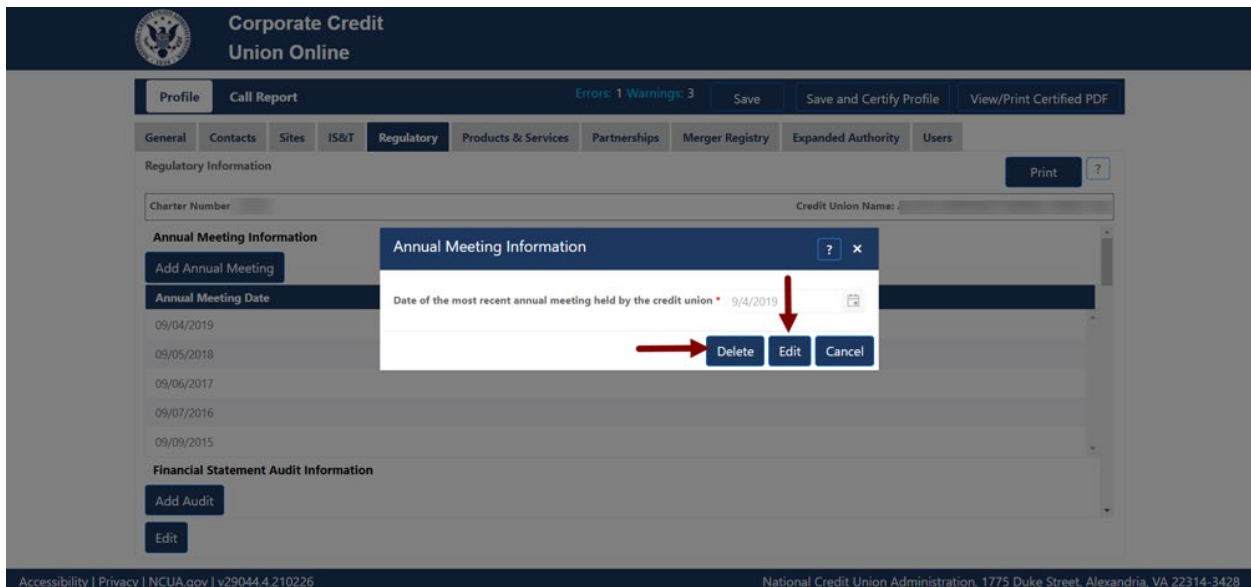 Corporate Credit
Union Online
Profile Call Report Errors: 1 Warnings: 3 Save Save and Certify Profile View/Print Certified PDF
General Contacts Sites IS&T Regulatory Products & Services Partnerships Merger Registry Expanded Authority Users
Regulatory Information Print ?
Charter Number Credit Union Name:
Annual Meeting Information
Add Annual Meeting
Annual Meeting Date
09/04/2019
09/05/2018
09/06/2017
09/07/2016
09/09/2015
Annual Meeting Information ? ×
Date of the most recent annual meeting held by the credit union * 9/4/2019
Delete Edit Cancel
Financial Statement Audit Information
Add Audit
Edit
Accessibility | Privacy | NCUA.gov | v29044.4.210226 National Credit Union Administration, 1775 Duke Street, Alexandria, VA 22314-3428